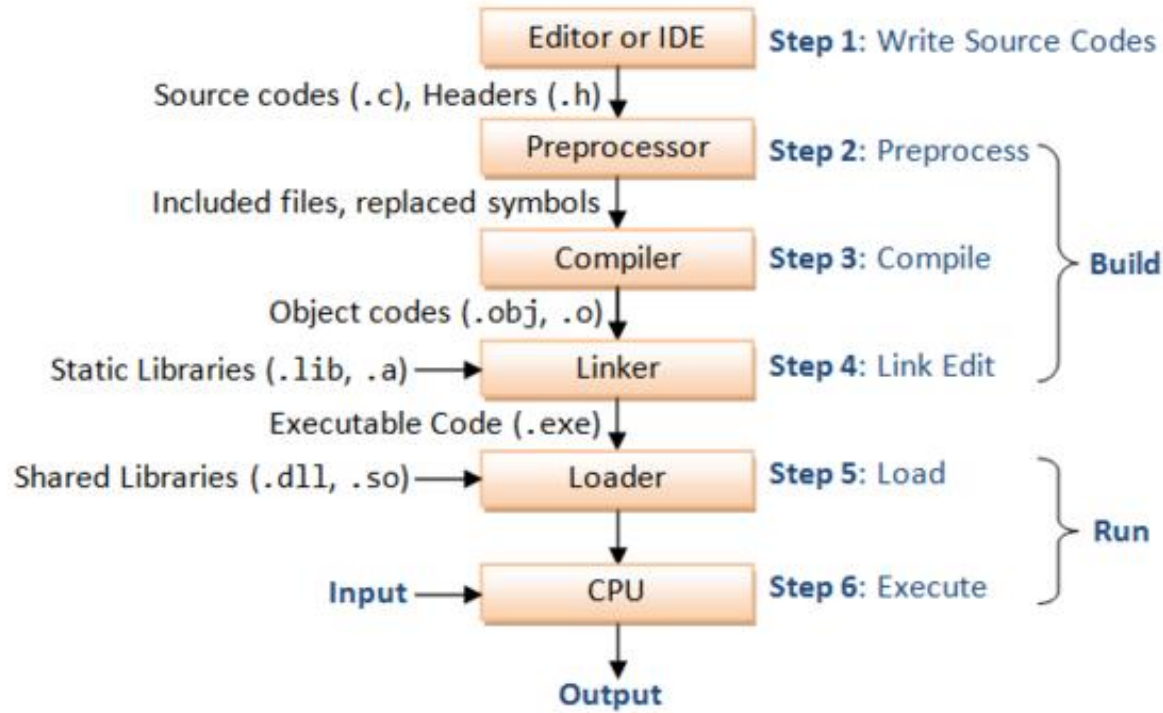 Editor or IDE Step 1: Write Source Codes
Source codes (.c), Headers (.h)
Preprocessor Step 2: Preprocess
Included files, replaced symbols
Compiler Step 3: Compile
Build
Object codes (.obj, .o)
Static Libraries (.lib, .a) Linker Step 4: Link Edit
Executable Code (.exe)
Shared Libraries (.dll, .so) Loader Step 5: Load
Run
Input CPU Step 6: Execute
Output